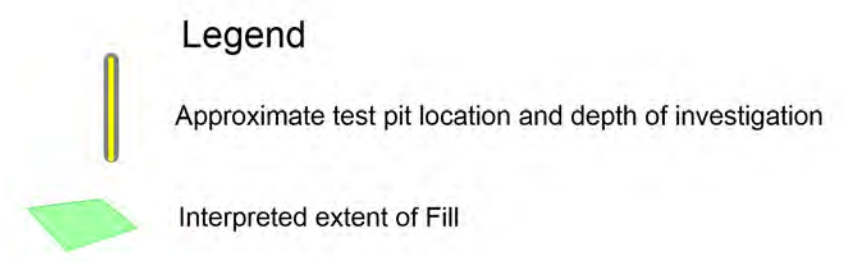 Legend
Approximate test pit location and depth of investigation
Interpreted extent of Fill